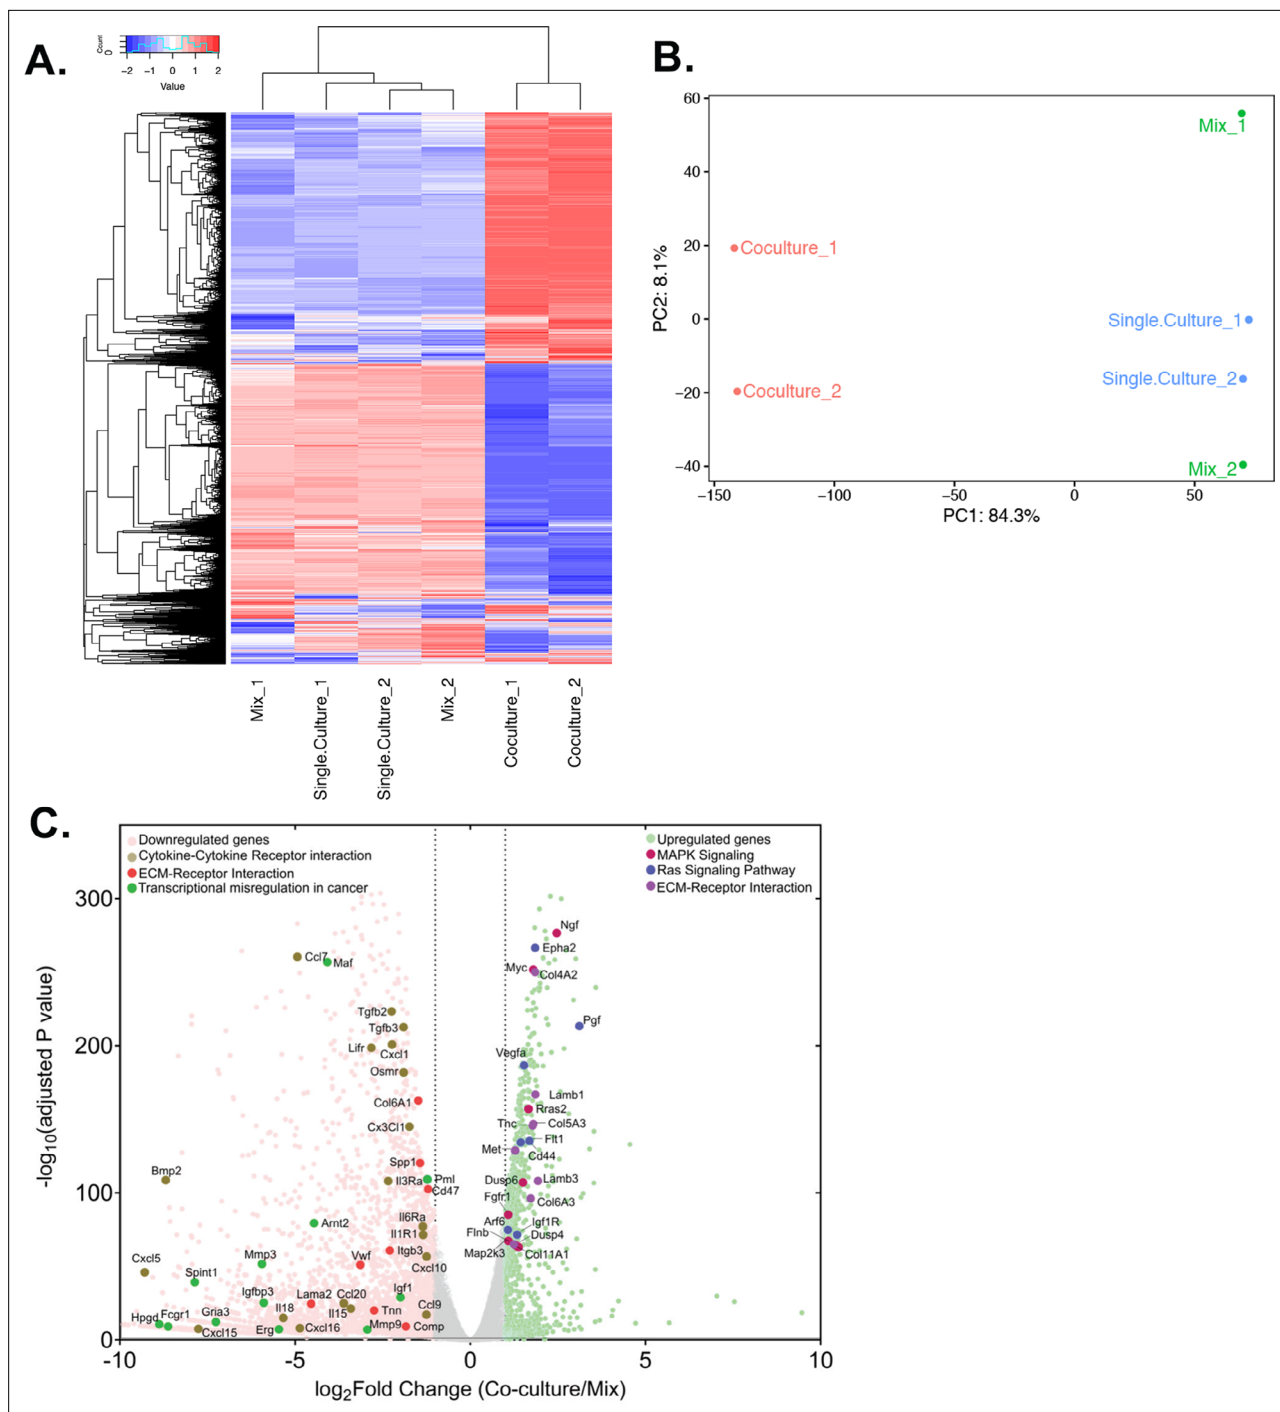 A.
Count
0
−2 −1 0 1 2
Value
Mix_1
Single.Culture_1
Single.Culture_2
Mix_2
Coculture_1
Coculture_2
B.
60
40
20
0
−20
−40
PC2: 8.1%
Mix_1
Coculture_1
Single.Culture_1
Single.Culture_2
Coculture_2
Mix_2
−150 −100 −50 0 50
PC1: 84.3%
C.
Downregulated genes
Cytokine-Cytokine Receptor interaction
ECM-Receptor Interaction
Transcriptional misregulation in cancer
Upregulated genes
MAPK Signaling
Ras Signaling Pathway
ECM-Receptor Interaction
300
200
100
0
-log10(adjusted P value)
Ccl7
Maf
Tgfb2
Tgfb3
Lifr
Cxcl1
Osmr
Col6A1
Cx3Cl1
Spp1
Bmp2
Il3Ra
Pml
Cd47
Arnt2
Il6Ra
Il1R1
Itgb3
Cxcl10
Cxcl5
Spint1
Mmp3
Vwf
Igfbp3
Lama2
Ccl20
Igf1
Il18
Il15
Tnn
Ccl9
Hpgd
Fcgr1
Gria3
Cxcl15
Erg
Cxcl16
Mmp9
Comp
Ngf
Epha2
Myc
Col4A2
Pgf
Vegfa
Lamb1
Rras2
Tnc
Col5A3
Flt1
Met
Cd44
Dusp6
Lamb3
Fgfr1
Col6A3
Arf6
Igf1R
Flnb
Dusp4
Map2k3
Col11A1
-10 -5 0 5 10
log2Fold Change (Co-culture/Mix)